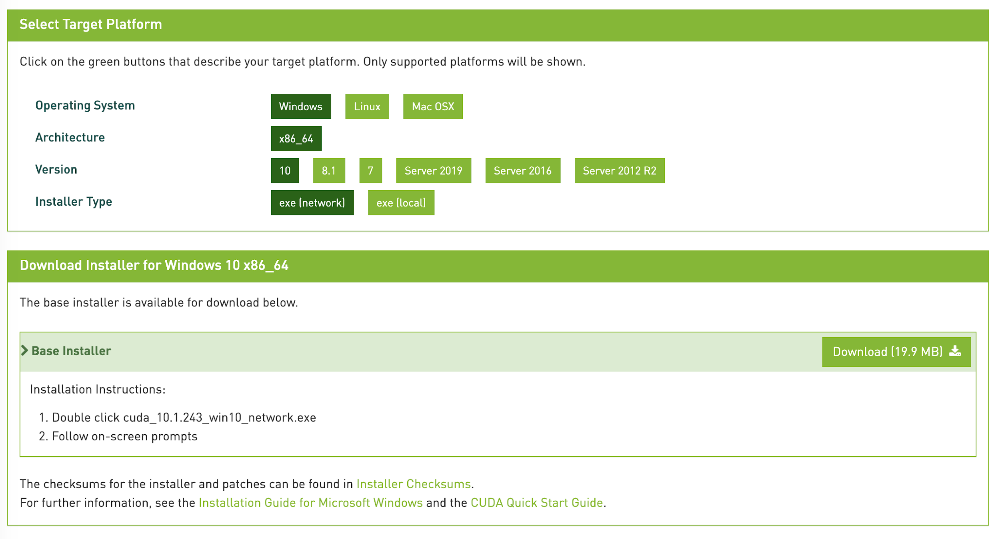 Select Target Platform
Click on the green buttons that describe your target platform. Only supported platforms will be shown.
Operating System Windows Linux Mac OSX
Architecture x86_64
Version 10 8.1 7 Server 2019 Server 2016 Server 2012 R2
Installer Type exe (network) exe (local)
Download Installer for Windows 10 x86_64
The base installer is available for download below.
Base Installer Download (19.9 MB)
Installation Instructions:
1. Double click cuda_10.1.243_win10_network.exe
2. Follow on-screen prompts
The checksums for the installer and patches can be found in Installer Checksums.
For further information, see the Installation Guide for Microsoft Windows and the CUDA Quick Start Guide.